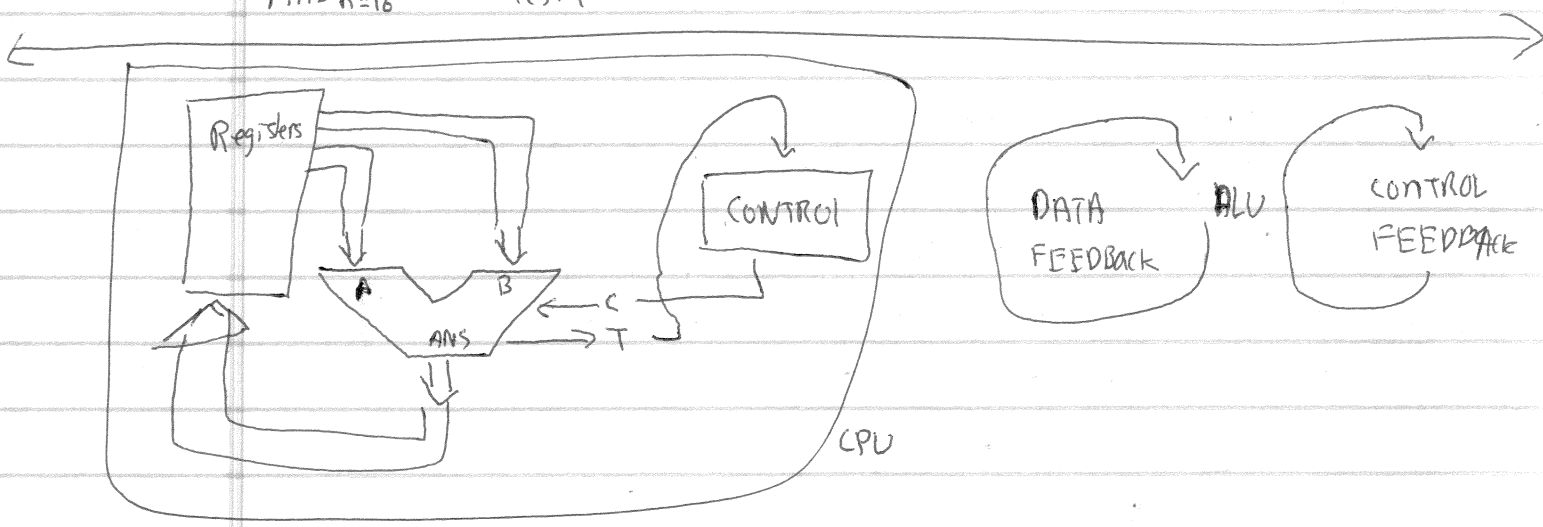 Registers
CONTROL
A B
C
ANS
T
DATA
FEEDBACK
ALU
CONTROL
FEEDBACK
CPU